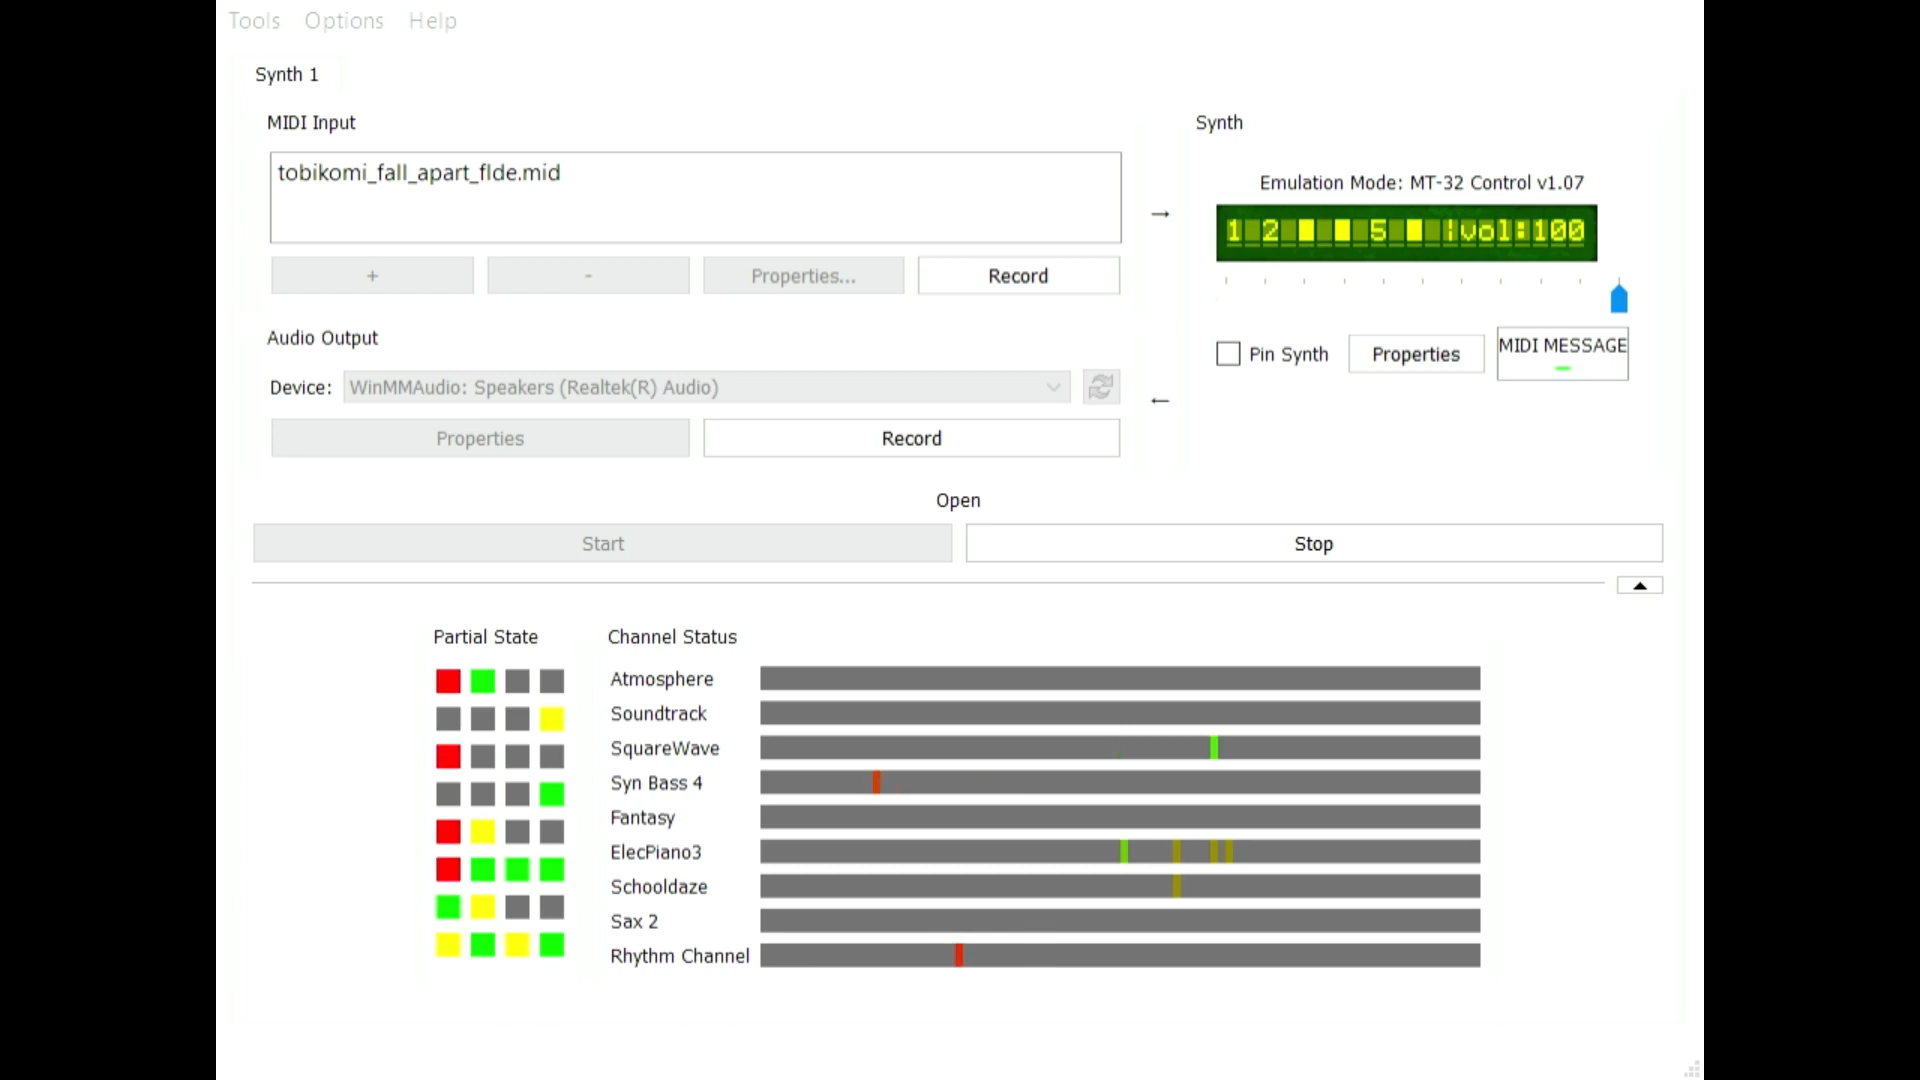 Tools Options Help
Synth 1
MIDI Input
tobikomi_fall_apart_flde.mid
+ - Properties... Record
Audio Output
Device: WinMMAudio: Speakers (Realtek(R) Audio)
Properties Record
→
←
Synth
Emulation Mode: MT-32 Control v1.07
1 2 ■ ■ 5 ■ |vol:100
Pin Synth Properties MIDI MESSAGE
Open
Start Stop
Partial State
Channel Status
Atmosphere
Soundtrack
SquareWave
Syn Bass 4
Fantasy
ElecPiano3
Schooldaze
Sax 2
Rhythm Channel